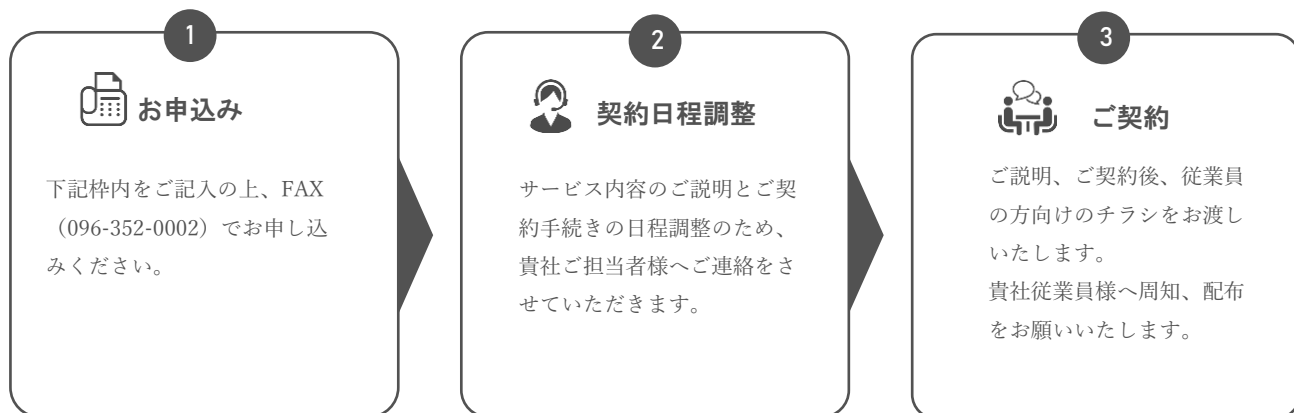 1
お申込み
下記枠内をご記入の上、FAX
（096-352-0002）でお申し込
みください。
2
契約日程調整
サービス内容のご説明とご契
約手続きの日程調整のため、
貴社ご担当者様へご連絡をさ
せていただきます。
3
ご契約
ご説明、ご契約後、従業員
の方向けのチラシをお渡し
いたします。
貴社従業員様へ周知、配布
をお願いいたします。